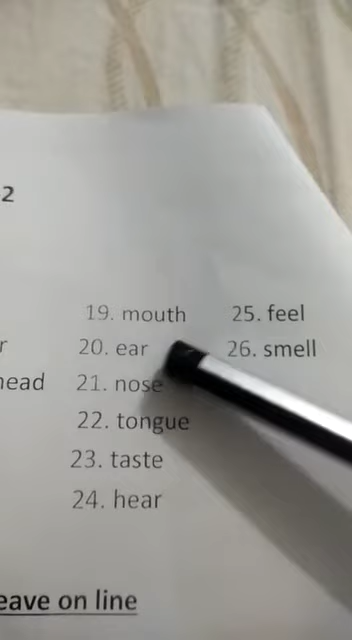 -2
19. mouth 25. feel
r 20. ear 26. smell
head 21. nose
22. tongue
23. taste
24. hear
eave on line